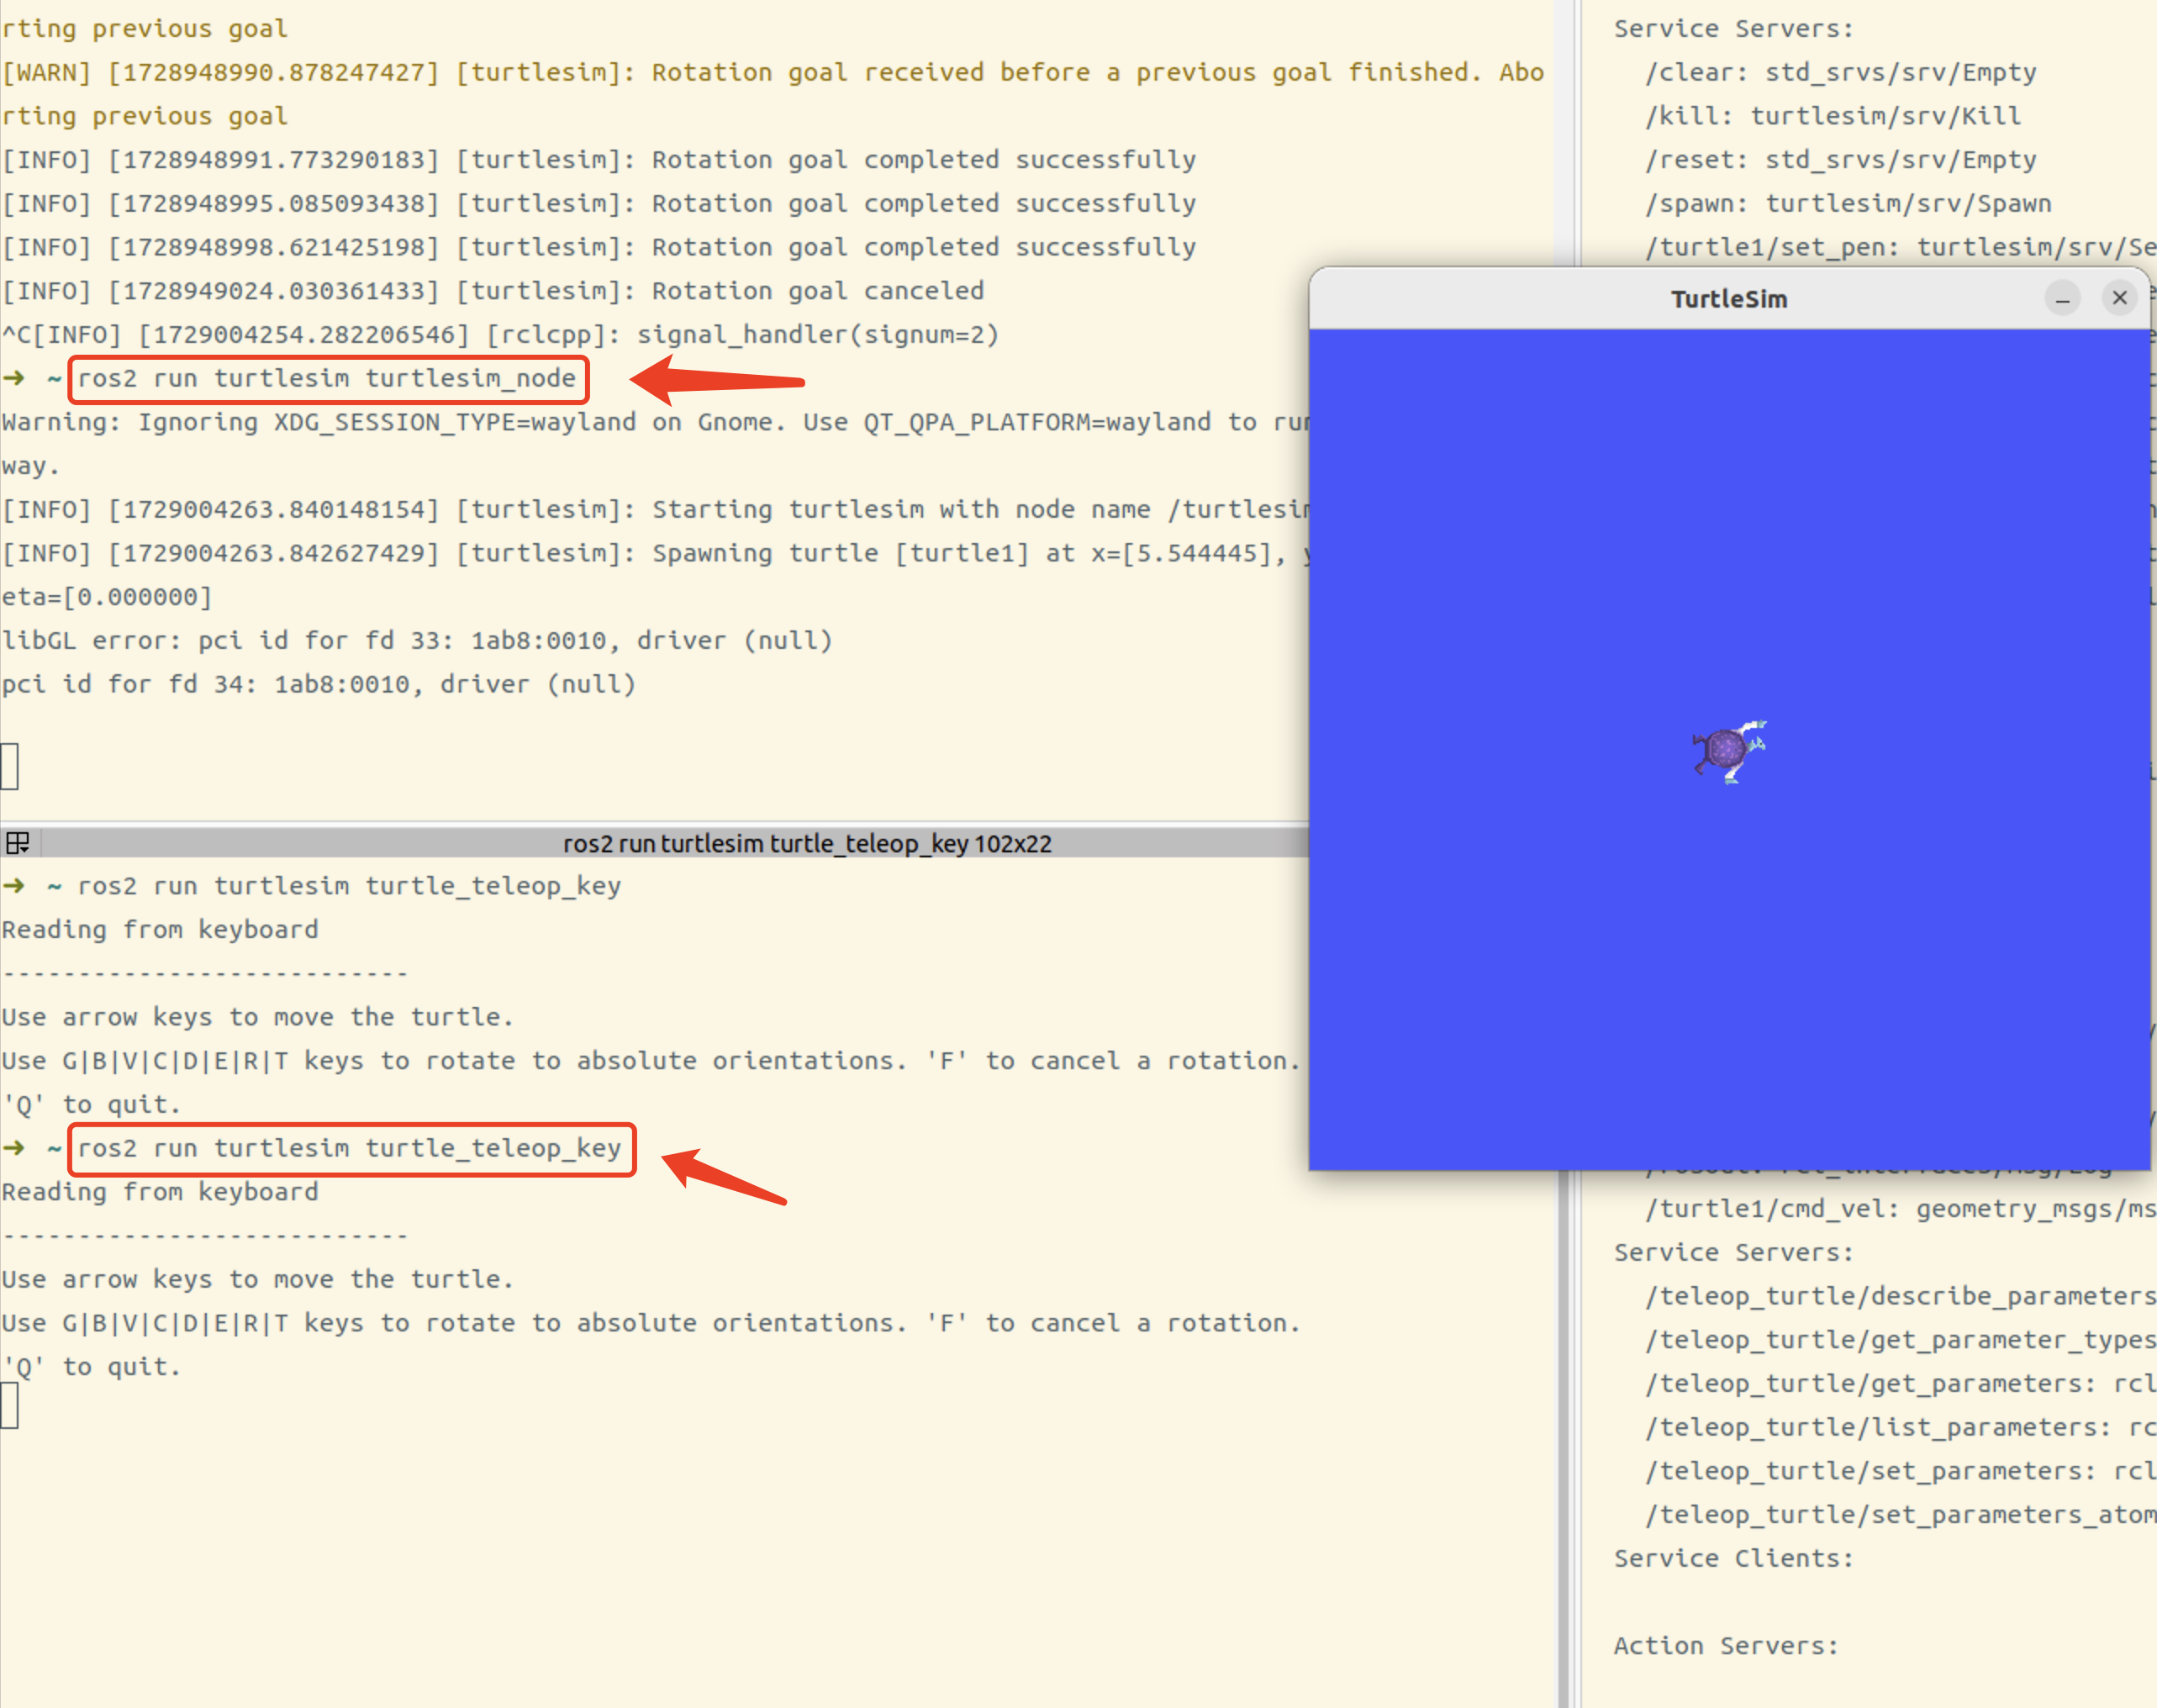 rting previous goal
[WARN] [1728948990.878247427] [turtlesim]: Rotation goal received before a previous goal finished. Abo
rting previous goal
[INFO] [1728948991.773290183] [turtlesim]: Rotation goal completed successfully
[INFO] [1728948995.085093438] [turtlesim]: Rotation goal completed successfully
[INFO] [1728948998.621425198] [turtlesim]: Rotation goal completed successfully
[INFO] [1728949024.030361433] [turtlesim]: Rotation goal canceled
^C[INFO] [1729004254.282206546] [rclcpp]: signal_handler(signum=2)
➜ ~ ros2 run turtlesim turtlesim_node
Warning: Ignoring XDG_SESSION_TYPE=wayland on Gnome. Use QT_QPA_PLATFORM=wayland to run
way.
[INFO] [1729004263.840148154] [turtlesim]: Starting turtlesim with node name /turtlesim
[INFO] [1729004263.842627429] [turtlesim]: Spawning turtle [turtle1] at x=[5.544445], y
eta=[0.000000]
libGL error: pci id for fd 33: 1ab8:0010, driver (null)
pci id for fd 34: 1ab8:0010, driver (null)
ros2 run turtlesim turtle_teleop_key 102x22
➜ ~ ros2 run turtlesim turtle_teleop_key
Reading from keyboard
---------------------------
Use arrow keys to move the turtle.
Use G|B|V|C|D|E|R|T keys to rotate to absolute orientations. 'F' to cancel a rotation.
'Q' to quit.
➜ ~ ros2 run turtlesim turtle_teleop_key
Reading from keyboard
---------------------------
Use arrow keys to move the turtle.
Use G|B|V|C|D|E|R|T keys to rotate to absolute orientations. 'F' to cancel a rotation.
'Q' to quit.
Service Servers:
/clear: std_srvs/srv/Empty
/kill: turtlesim/srv/Kill
/reset: std_srvs/srv/Empty
/spawn: turtlesim/srv/Spawn
/turtle1/set_pen: turtlesim/srv/Se
TurtleSim
/turtle1/cmd_vel: geometry_msgs/ms
Service Servers:
/teleop_turtle/describe_parameters
/teleop_turtle/get_parameter_types
/teleop_turtle/get_parameters: rcl
/teleop_turtle/list_parameters: rc
/teleop_turtle/set_parameters: rcl
/teleop_turtle/set_parameters_atom
Service Clients:
Action Servers: